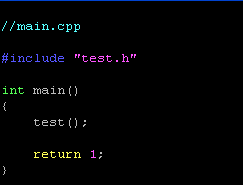 //main.cpp
#include "test.h"
int main()
{
    test();
    return 1;
}